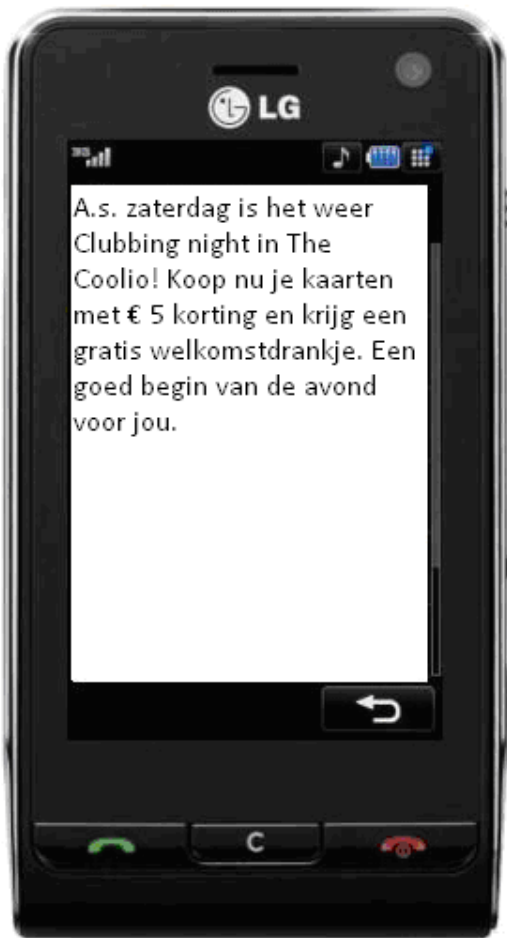 LG
3G
A.s. zaterdag is het weer
Clubbing night in The
Coolio! Koop nu je kaarten
met € 5 korting en krijg een
gratis welkomstdrankje. Een
goed begin van de avond
voor jou.
C